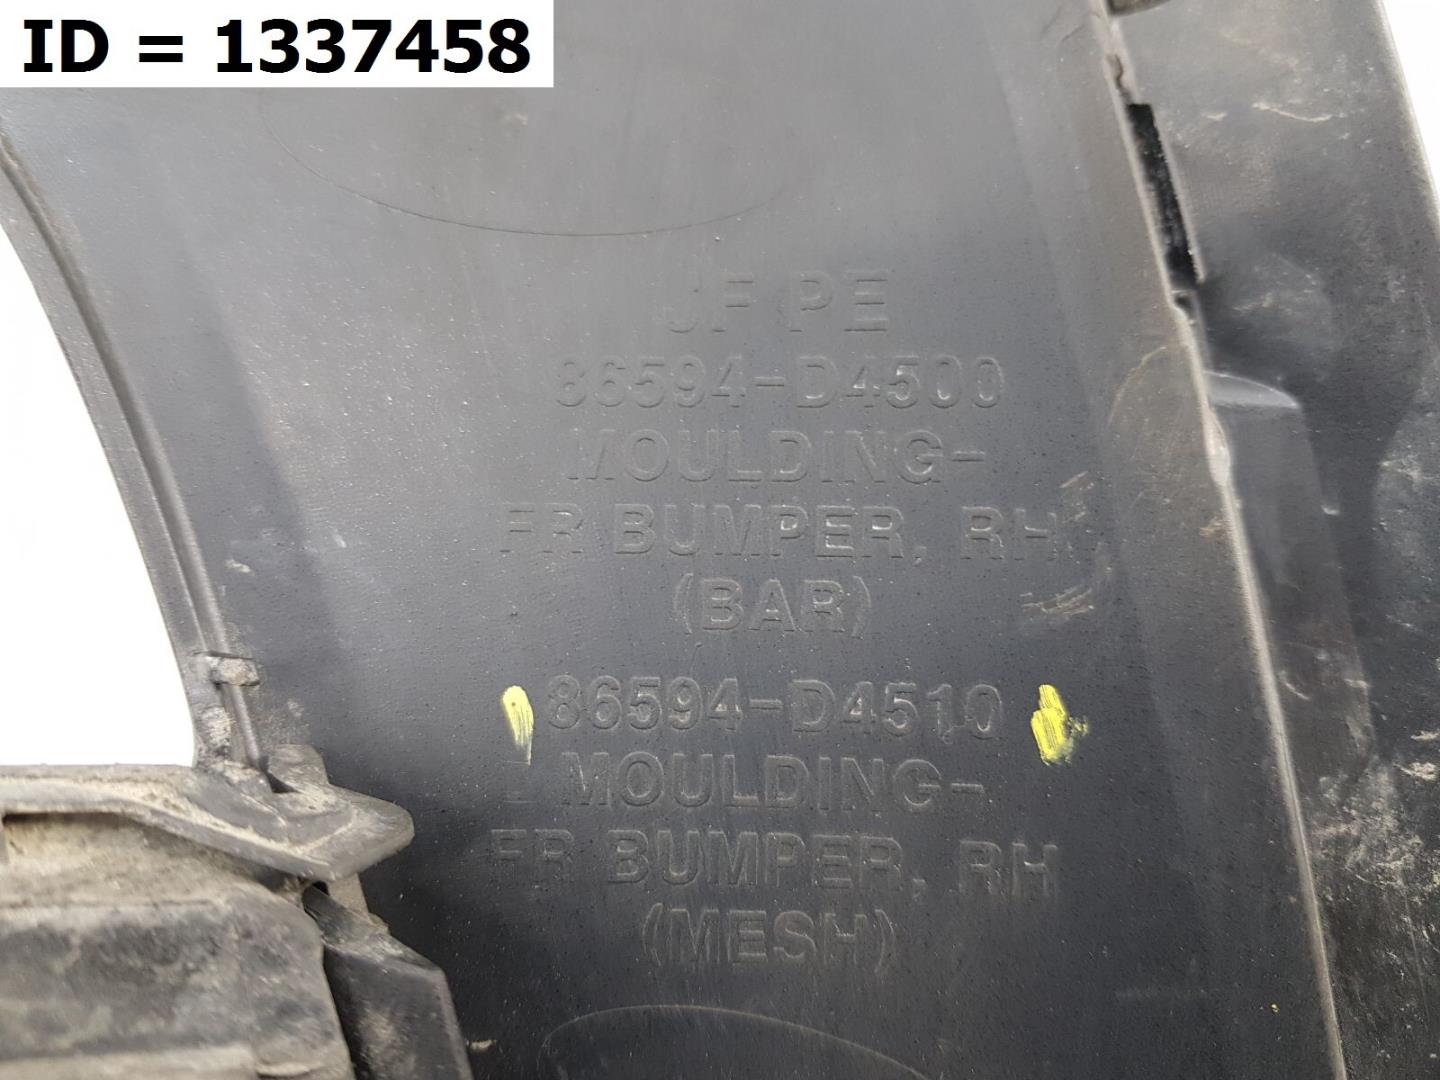 ID = 1337458
JF PE
86594-D4500
MOULDING-
FR BUMPER, RH
(BAR)
86594-D4510
MOULDING-
FR BUMPER, RH
(MESH)